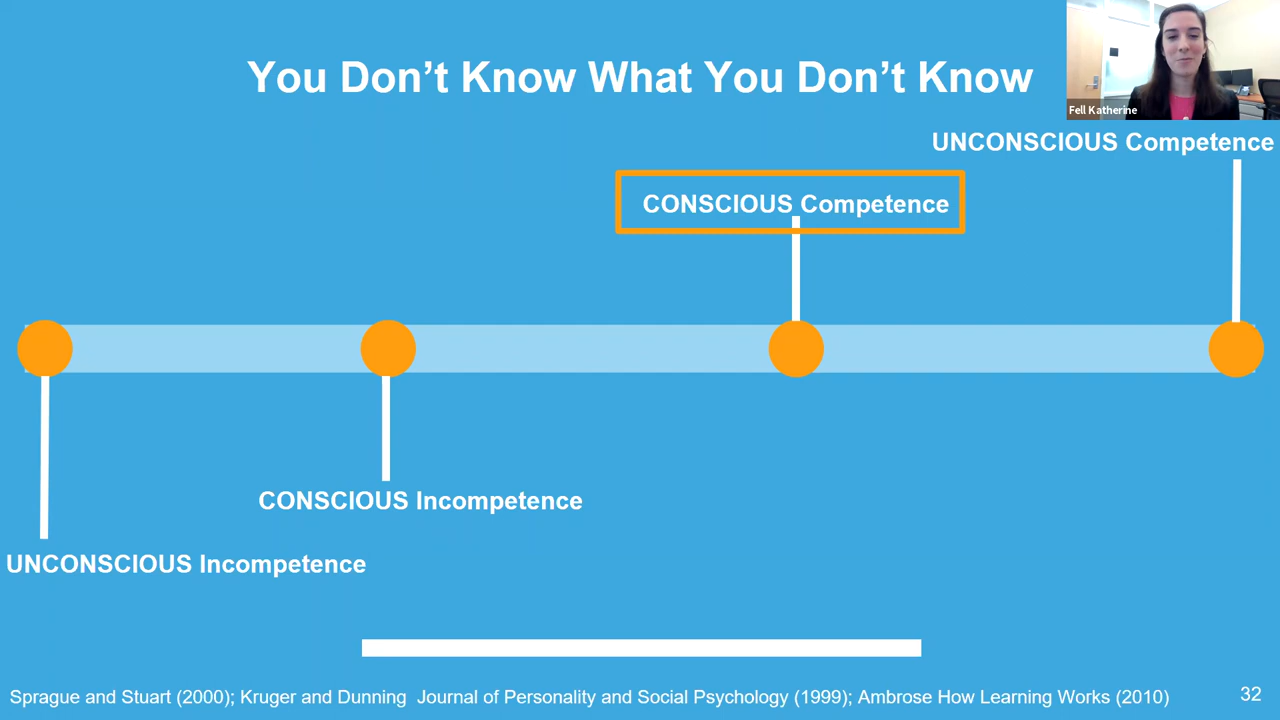 You Don’t Know What You Don’t Know
Fell Katherine
UNCONSCIOUS Competence
CONSCIOUS Competence
CONSCIOUS Incompetence
UNCONSCIOUS Incompetence
Sprague and Stuart (2000); Kruger and Dunning Journal of Personality and Social Psychology (1999); Ambrose How Learning Works (2010)
32